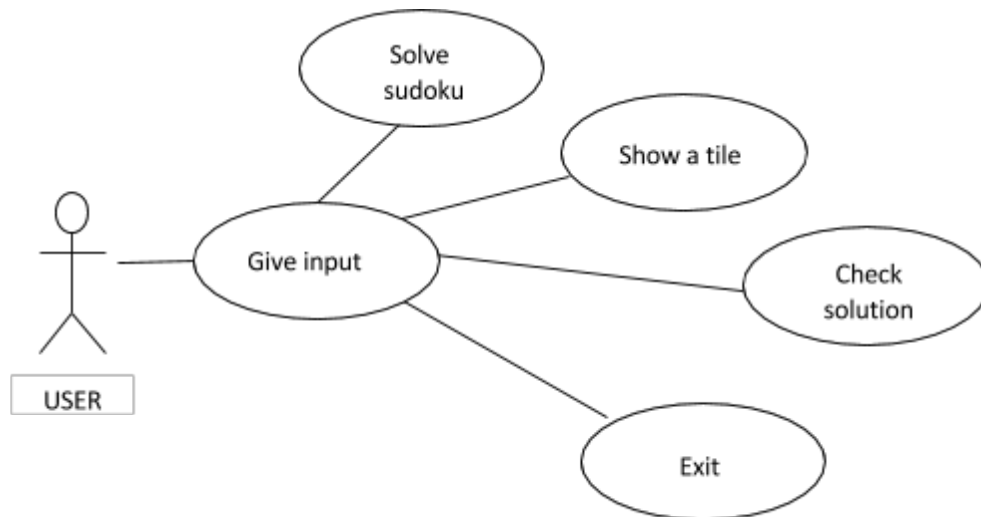 Solve
sudoku
Show a tile
Give input
Check
solution
USER
Exit